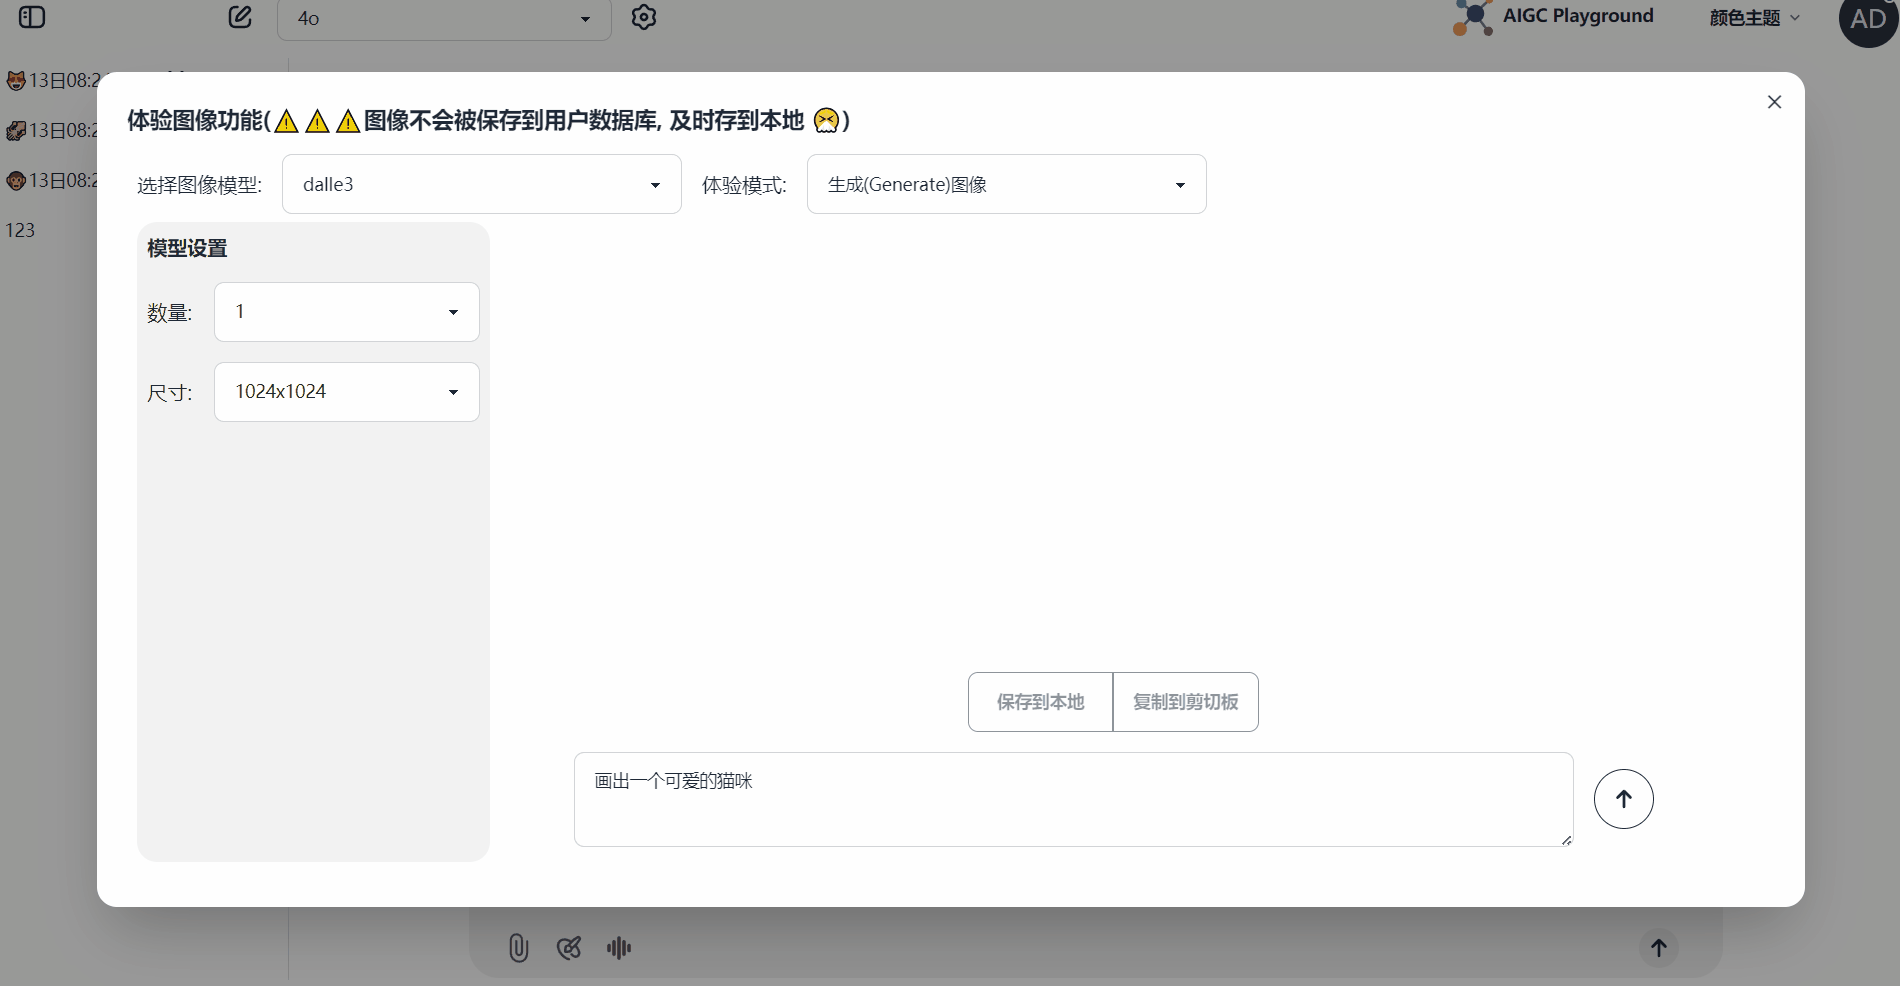 4o
AIGC Playground
颜色主题
AD
13日08:2
13日08:2
13日08:2
123
体验图像功能(⚠⚠⚠图像不会被保存到用户数据库, 及时存到本地 😤)
选择图像模型:
dalle3
体验模式:
生成(Generate)图像
模型设置
数量:
1
尺寸:
1024x1024
保存到本地
复制到剪切板
画出一个可爱的猫咪